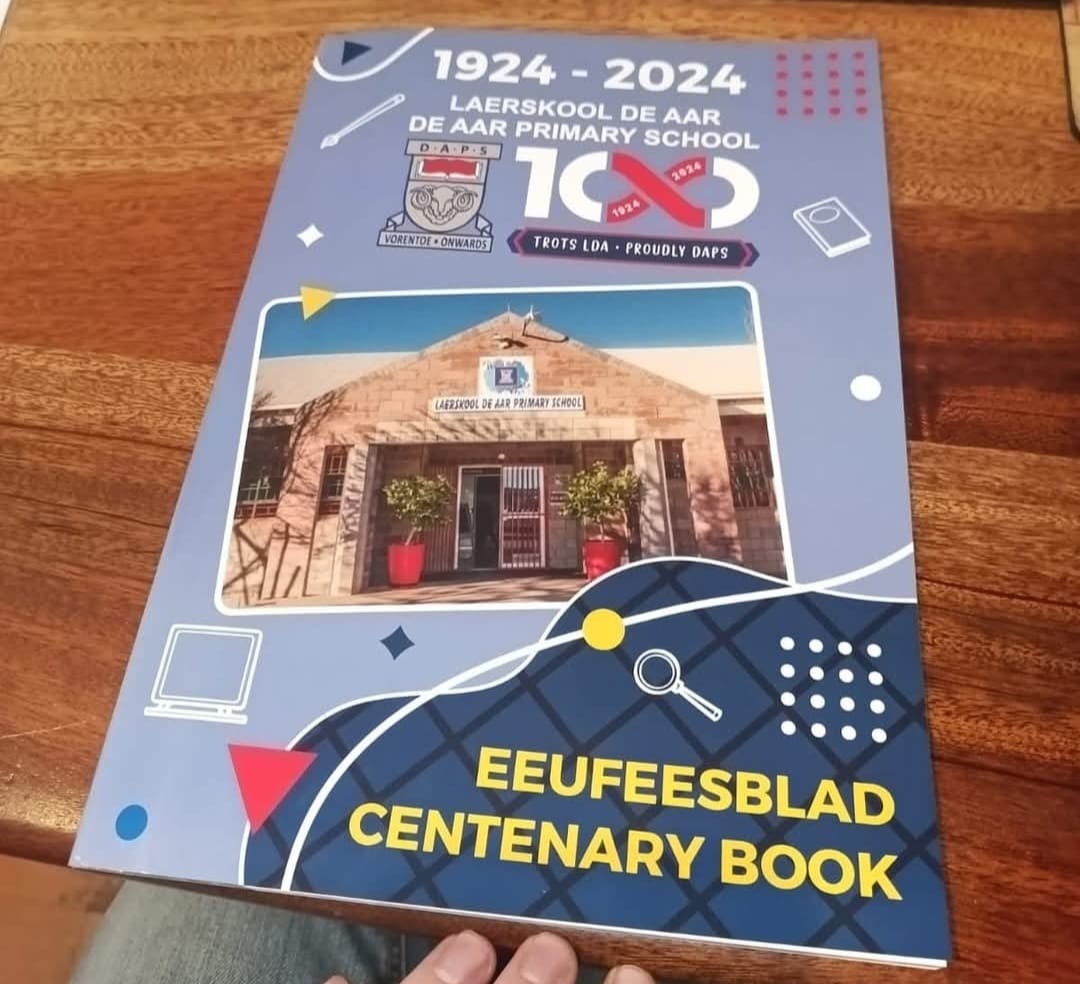 1924 - 2024
LAERSKOOL DE AAR
DE AAR PRIMARY SCHOOL
D·A·P·S
VORENTOE • ONWARDS
100
1924 2024
TROTS LDA · PROUDLY DAPS
LAERSKOOL DE AAR PRIMARY SCHOOL
EEUFEESBLAD
CENTENARY BOOK